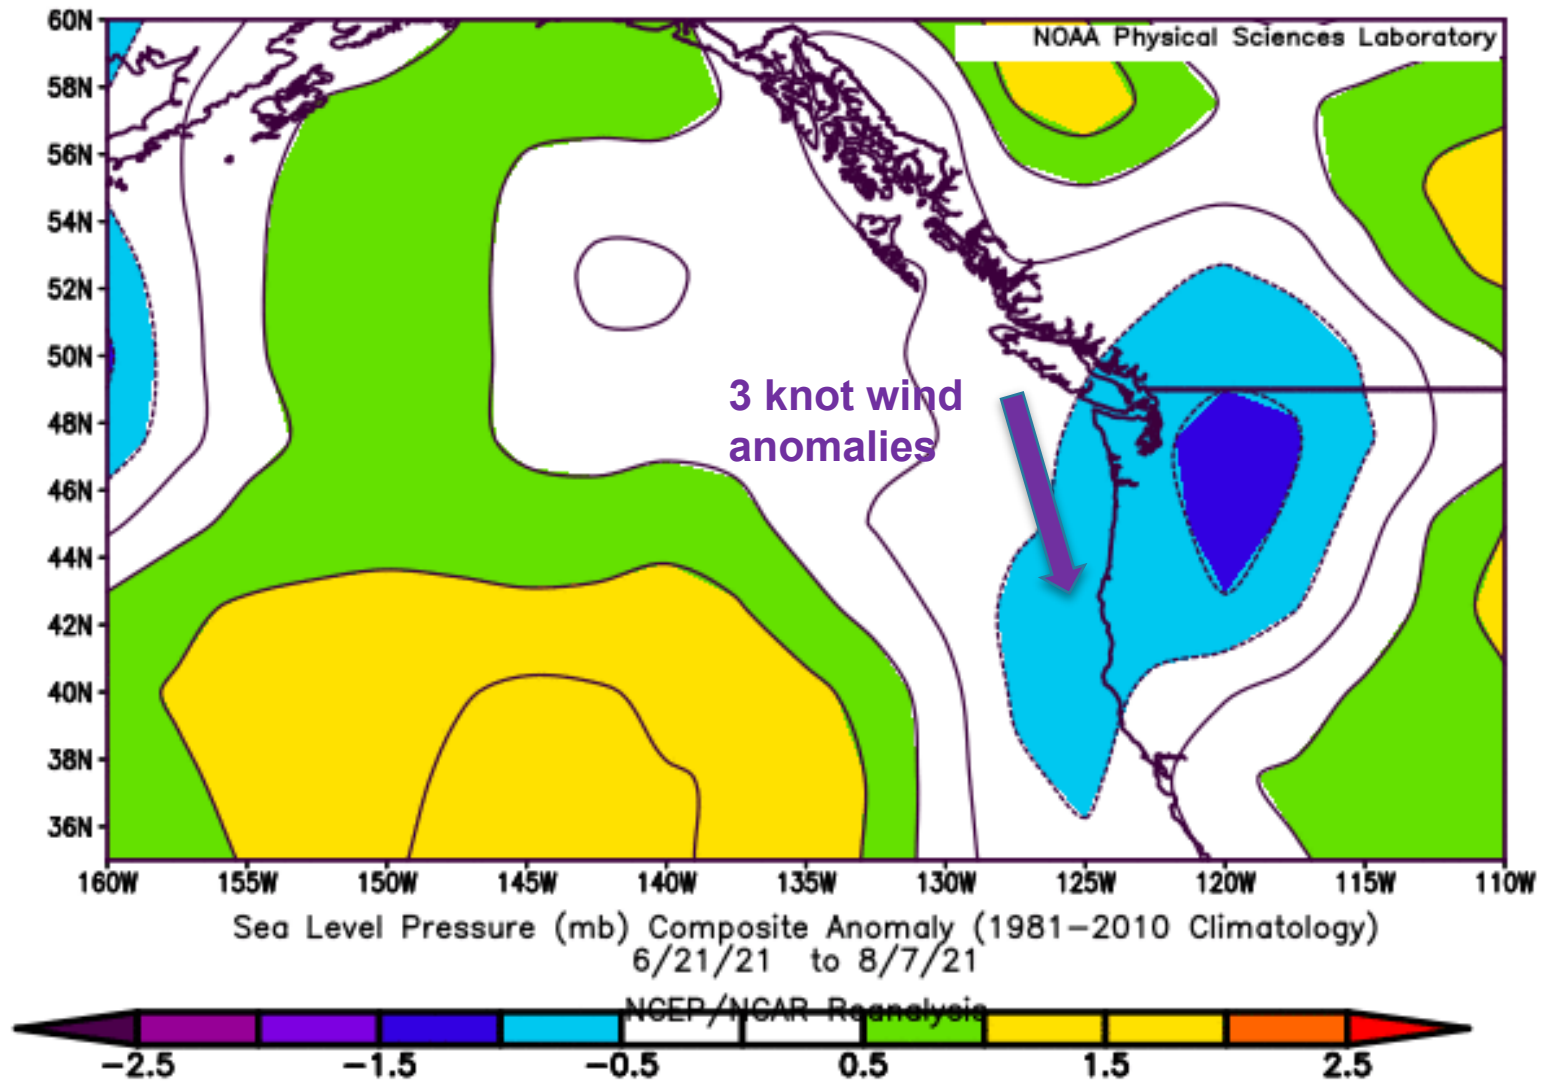 60N
NOAA Physical Sciences Laboratory
58N
56N
54N
52N
50N
3 knot wind
anomalies
48N
46N
44N
42N
40N
38N
36N
160W 155W 150W 145W 140W 135W 130W 125W 120W 115W 110W
Sea Level Pressure (mb) Composite Anomaly (1981-2010 Climatology)
6/21/21 to 8/7/21
NCEP/NCAR Reanalysis
-2.5 -1.5 -0.5 0.5 1.5 2.5